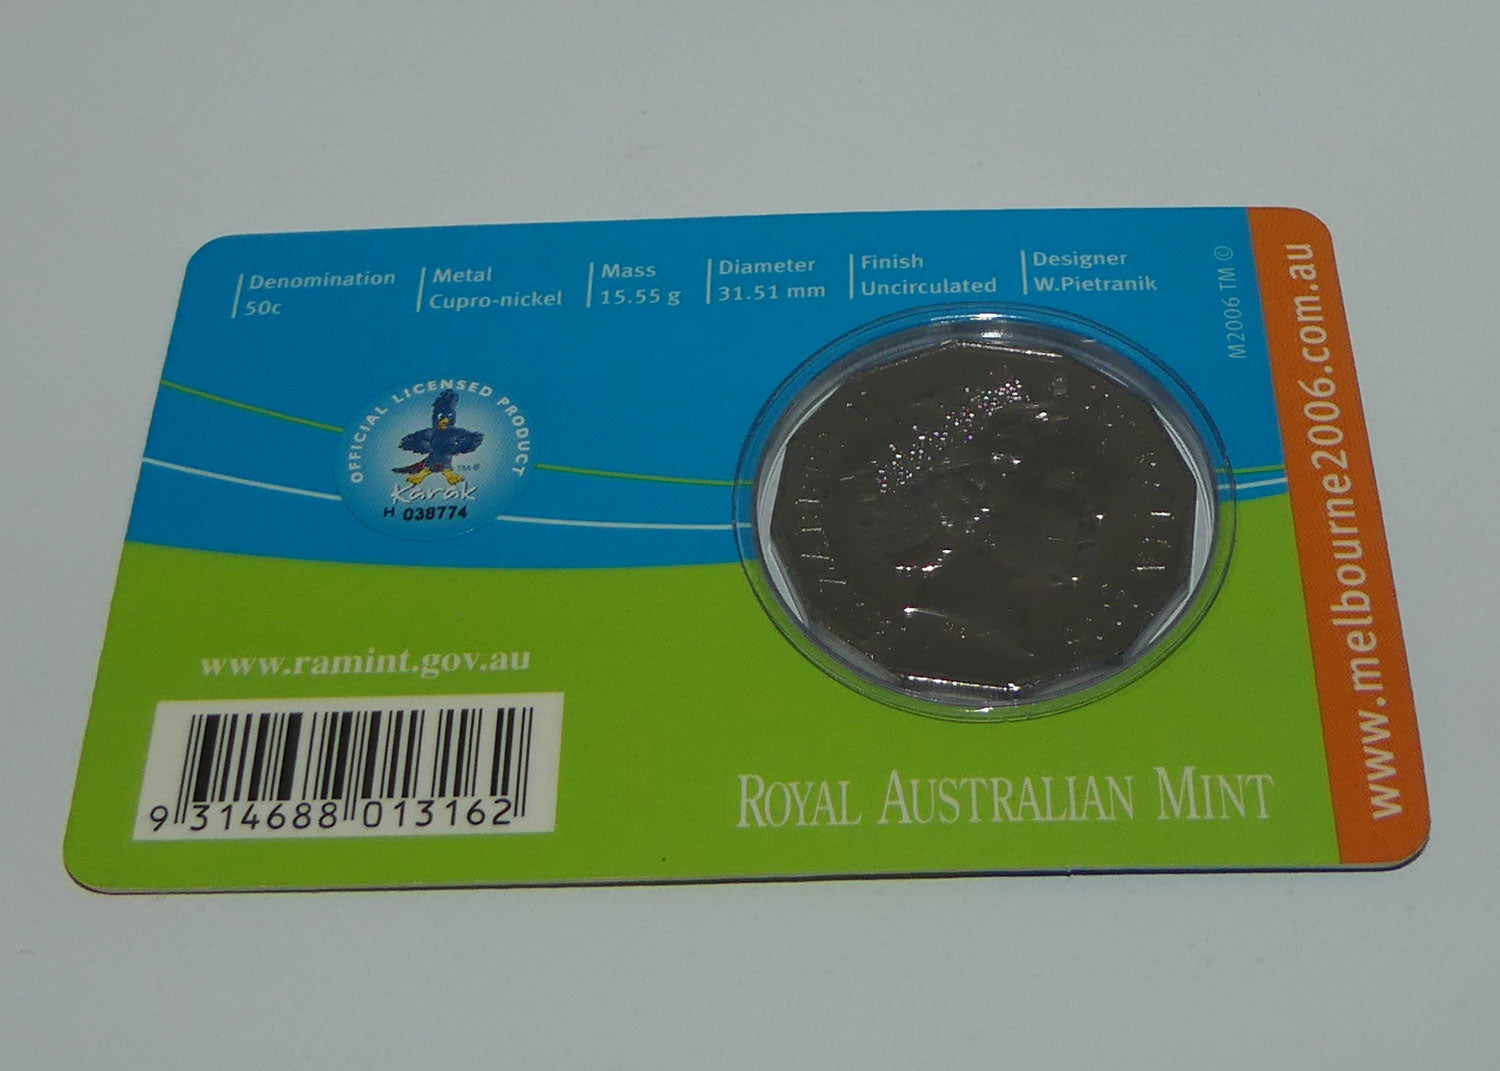 Denomination
50c
Metal
Cupro-nickel
Mass
15.55 g
Diameter
31.51 mm
Finish
Uncirculated
Designer
W.Pietranik
M2006 TM ©
www.melbourne2006.com.au
OFFICIAL LICENSED PRODUCT
TM ©
Karak
H 038774
www.ramint.gov.au
9 314688 013162
ROYAL AUSTRALIAN MINT